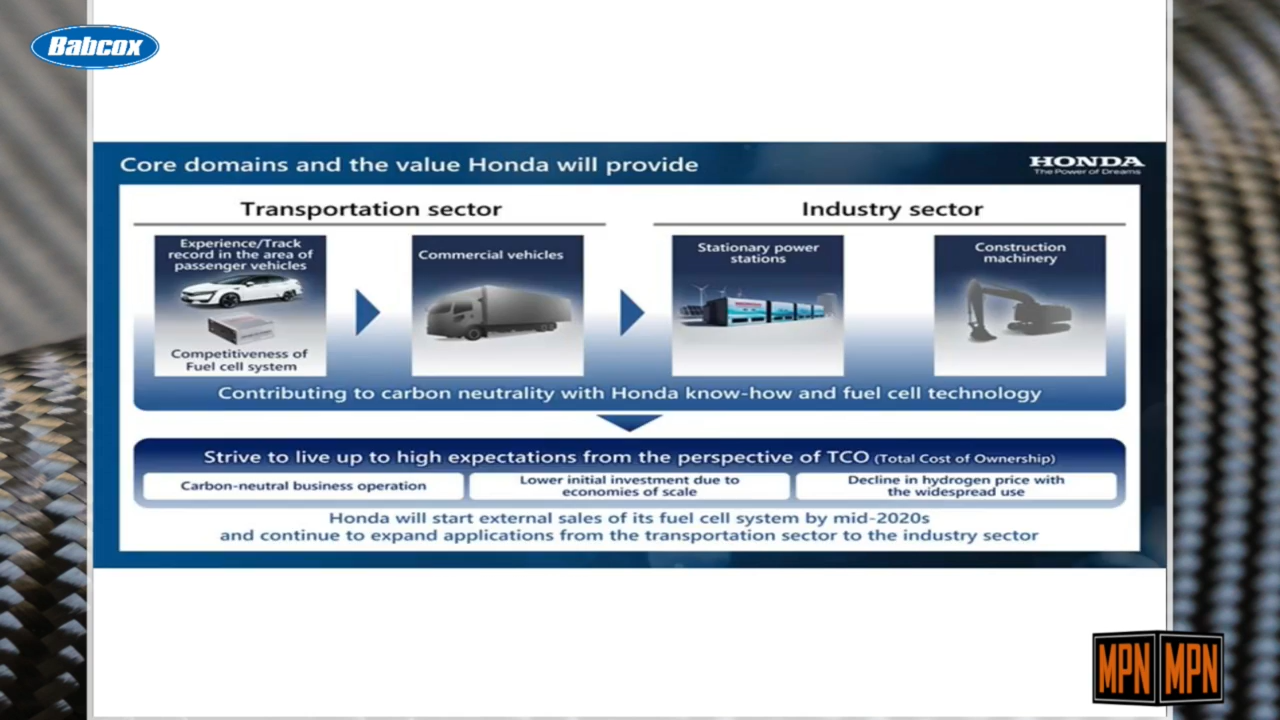 Babcox
Core domains and the value Honda will provide
HONDA
The Power of Dreams
Transportation sector
Industry sector
Experience/Track
record in the area of
passenger vehicles
Competitiveness of
Fuel cell system
Commercial vehicles
Stationary power
stations
Construction
machinery
Contributing to carbon neutrality with Honda know-how and fuel cell technology
Strive to live up to high expectations from the perspective of TCO (Total Cost of Ownership)
Carbon-neutral business operation
Lower initial investment due to
economies of scale
Decline in hydrogen price with
the widespread use
Honda will start external sales of its fuel cell system by mid-2020s
and continue to expand applications from the transportation sector to the industry sector
MPN MPN